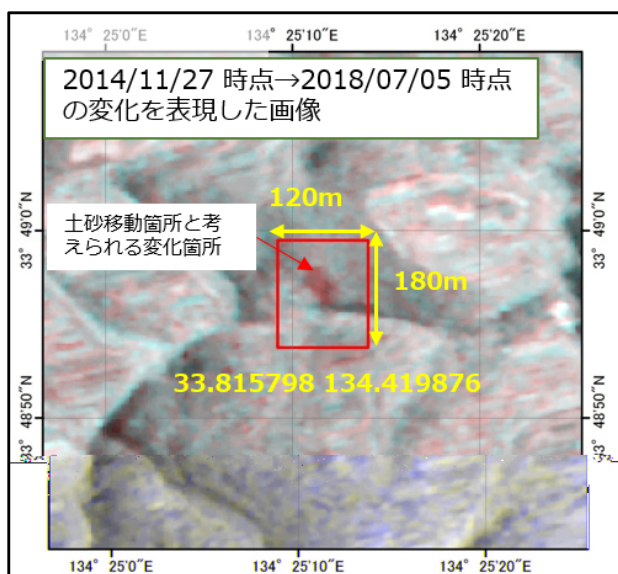 134° 25'0"E
134° 25'10"E
134° 25'20"E
2014/11/27 時点→2018/07/05 時点
の変化を表現した画像
120m
土砂移動箇所と考
えられる変化箇所
33° 49'0"N
33° 49'0"N
180m
33.815798 134.419876
33° 48'50"N
33° 48'50"N
134° 25'0"E
134° 25'10"E
134° 25'20"E